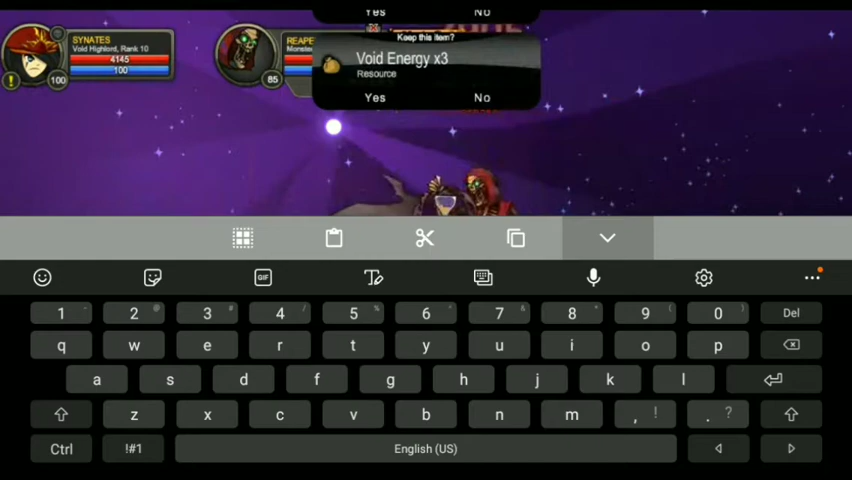 Yes No
Keep this item?
SYNATES
Void Highlord, Rank 10
4145
100
100
REAPE
Monste
85
Void Energy x3
Resource
Yes No
GIF
1 - 2 @ 3 # 4 / 5 % 6 ^ 7 & 8 * 9 ( 0 ) Del
q w e r t y u i o p
a s d f g h j k l
z x c v b n m , ! . ?
Ctrl !#1 English (US)